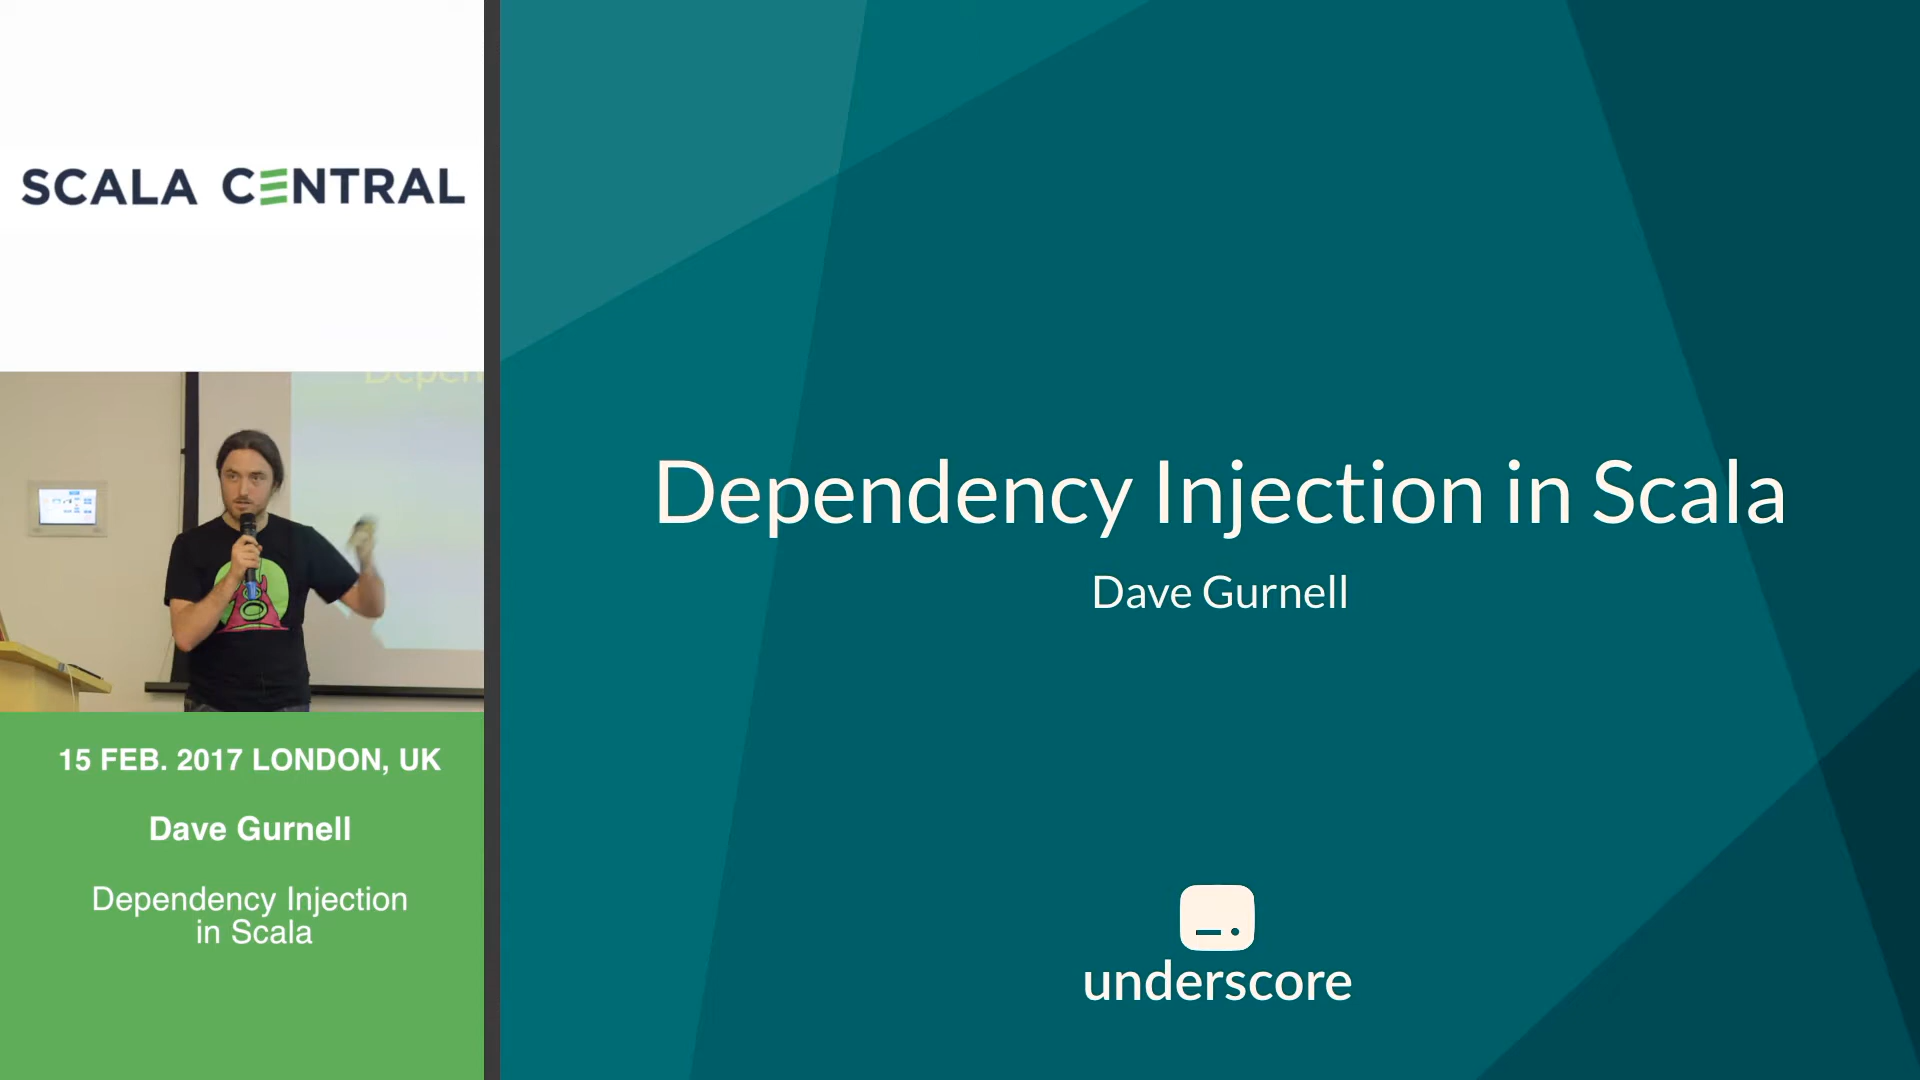 SCALA CENTRAL
Depen
15 FEB. 2017 LONDON, UK
Dave Gurnell
Dependency Injection
in Scala
Dependency Injection in Scala
Dave Gurnell
underscore